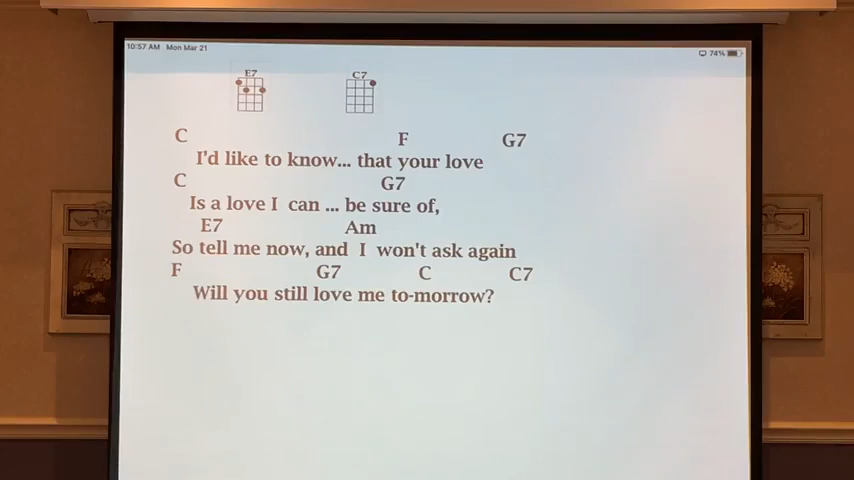 10:57 AM Mon Mar 21 74%
E7 C7
C F G7
I'd like to know... that your love
C G7
Is a love I can ... be sure of,
E7 Am
So tell me now, and I won't ask again
F G7 C C7
Will you still love me to-morrow?